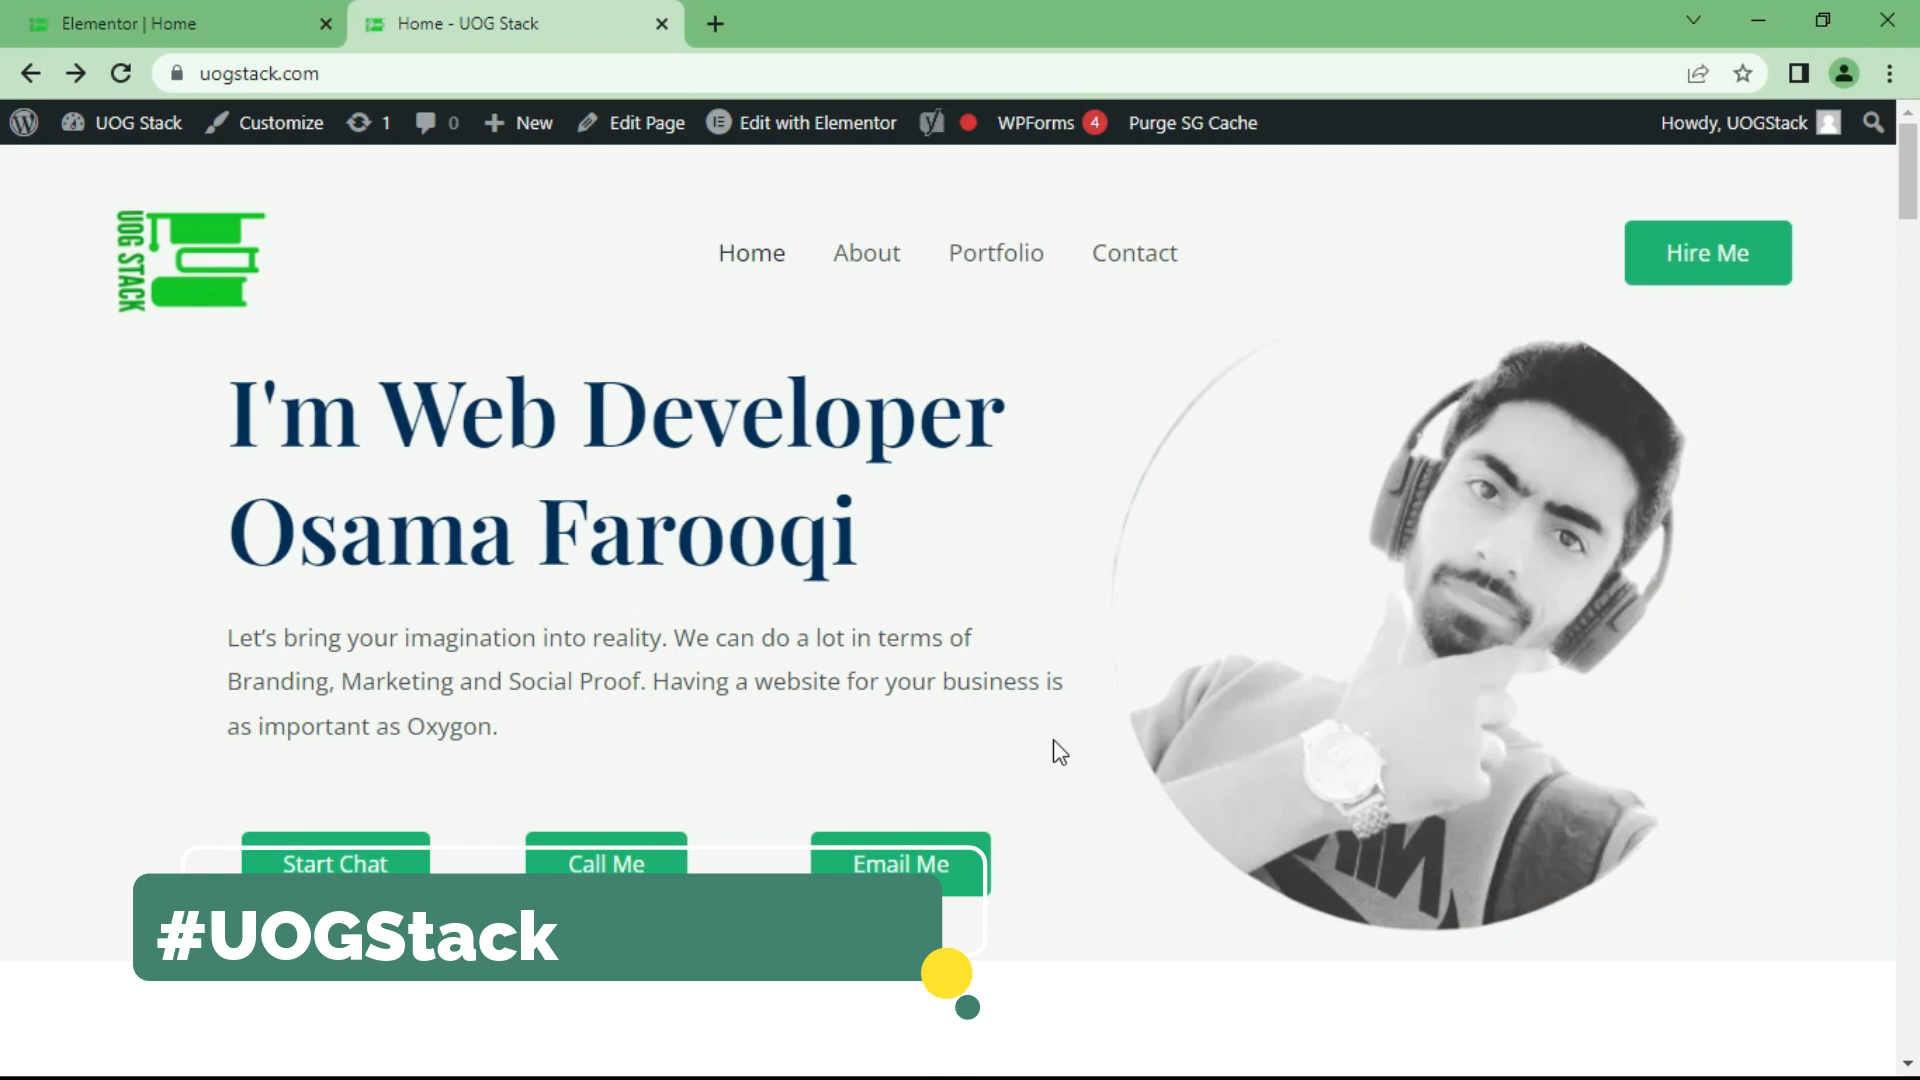 Elementor | Home
Home - UOG Stack
uogstack.com
UOG Stack
Customize
1
0
New
Edit Page
Edit with Elementor
WPForms 4
Purge SG Cache
Howdy, UOGStack
UOG STACK
Home
About
Portfolio
Contact
Hire Me
I'm Web Developer
Osama Farooqi
Let’s bring your imagination into reality. We can do a lot in terms of
Branding, Marketing and Social Proof. Having a website for your business is
as important as Oxygon.
Start Chat
Call Me
Email Me
#UOGStack